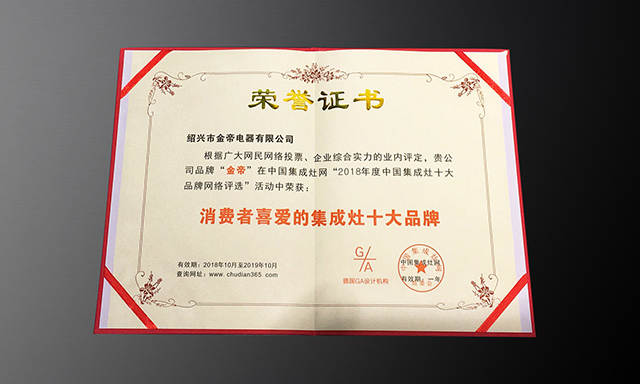 荣誉证书
绍兴市金帝电器有限公司
根据广大网民网络投票、企业综合实力的业内评定，贵公
司品牌“金帝”在中国集成灶网“2018年度中国集成灶十大
品牌网络评选”活动中荣获：
消费者喜爱的集成灶十大品牌
有效期：2018年10月至2019年10月
查询网址：www.chudian365.com
G/A
德国GA设计机构
中国集成灶网
有效期：一年